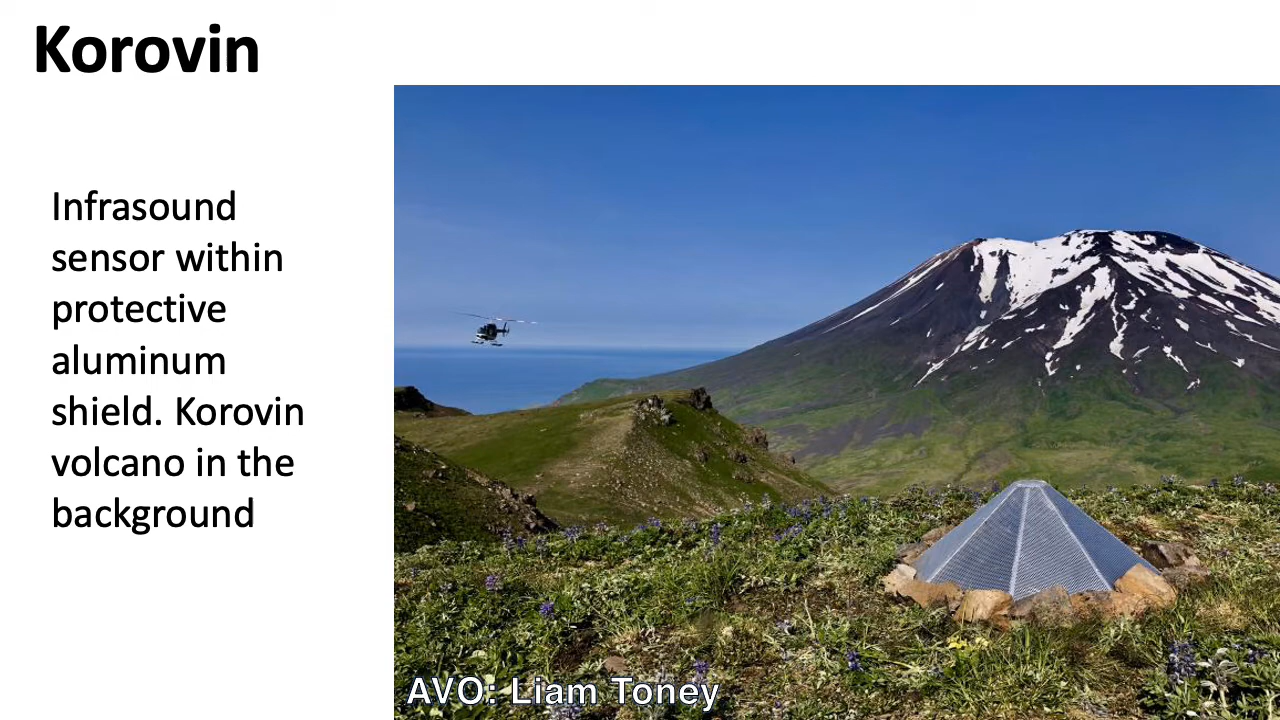 Korovin
Infrasound
sensor within
protective
aluminum
shield. Korovin
volcano in the
background
AVO: Liam Toney